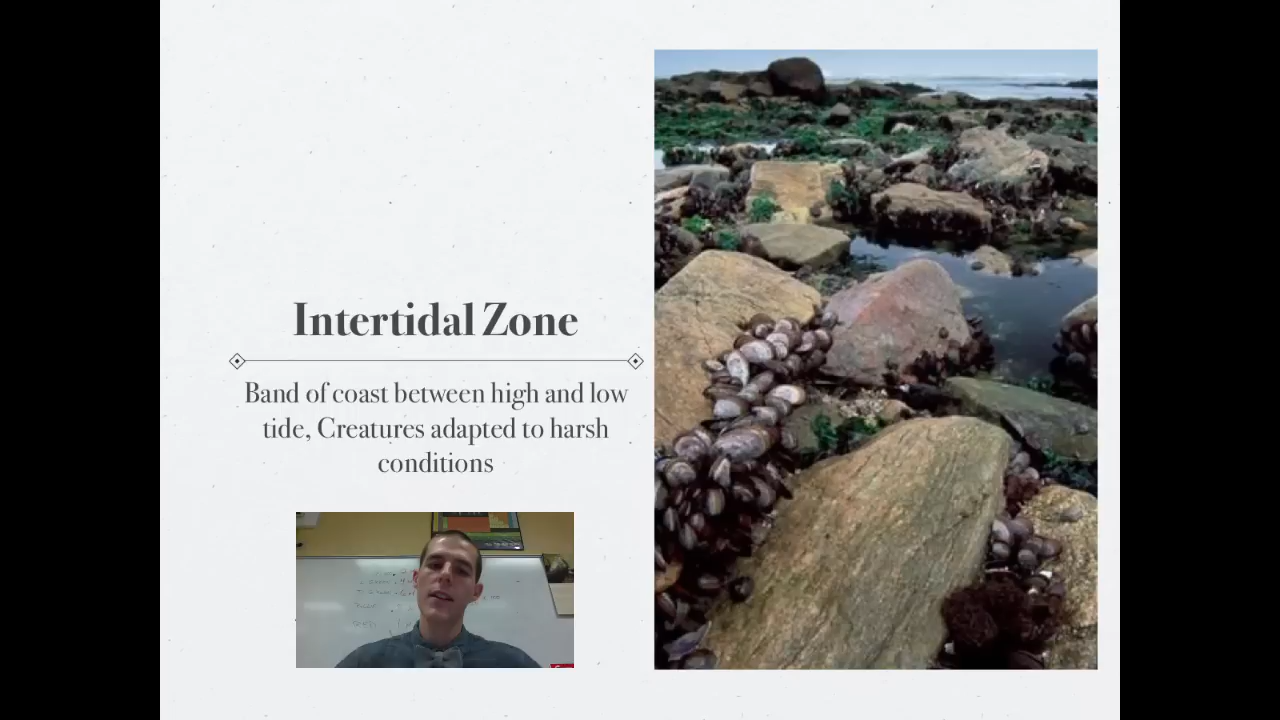 Intertidal Zone
Band of coast between high and low
tide, Creatures adapted to harsh
conditions